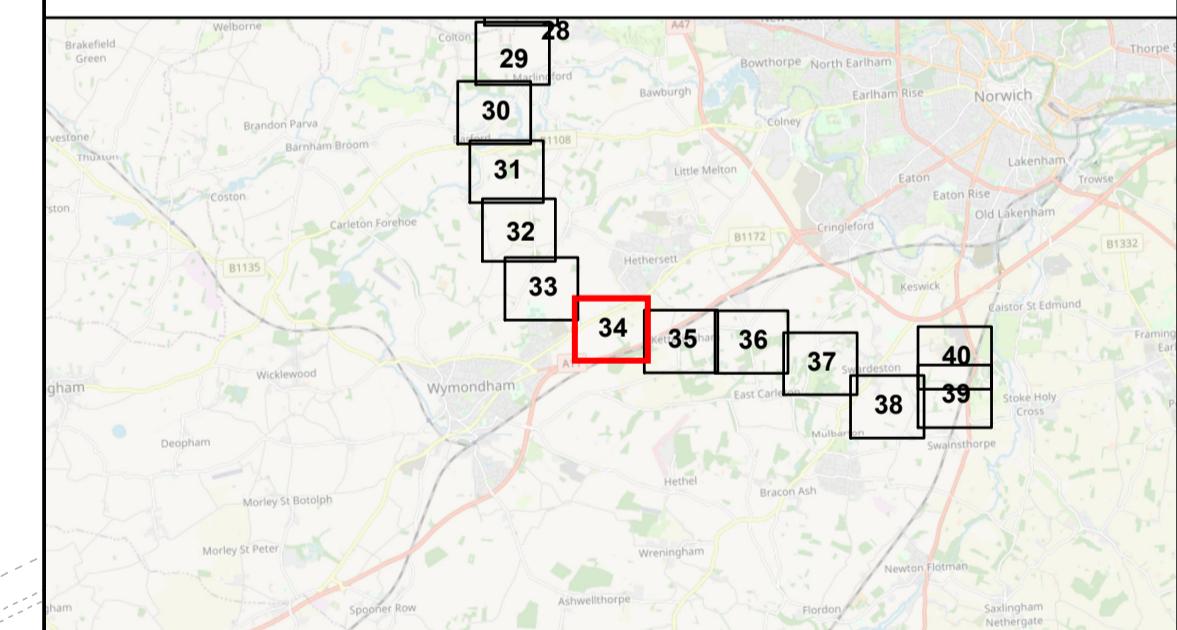 Welborne
28
A47
Brakefield
Green
Colton
Thorpe
29
Bowthorpe
North Earlham
Marlingford
Bawburgh
Earlham Rise
Norwich
30
Brandon Parva
Colney
Barford
B1108
Barnham Broom
Thuxton
Lakenham
31
Little Melton
Eaton
Trowse
Coston
Eaton Rise
Old Lakenham
Carleton Forehoe
32
Cringleford
B1172
B1332
Hethersett
B1135
33
Keswick
Caistor St Edmund
34
35
36
40
Framing
37
Swardeston
Wicklewood
Wymondham
East Carleton
39
Stoke Holy
Cross
38
Mulbarton
Deopham
Swainsthorpe
Hethel
Bracon Ash
Morley St Botolph
Morley St Peter
Wreningham
Newton Flotman
Ashwellthorpe
Spooner Row
Flordon
Saxlingham
Nethergate